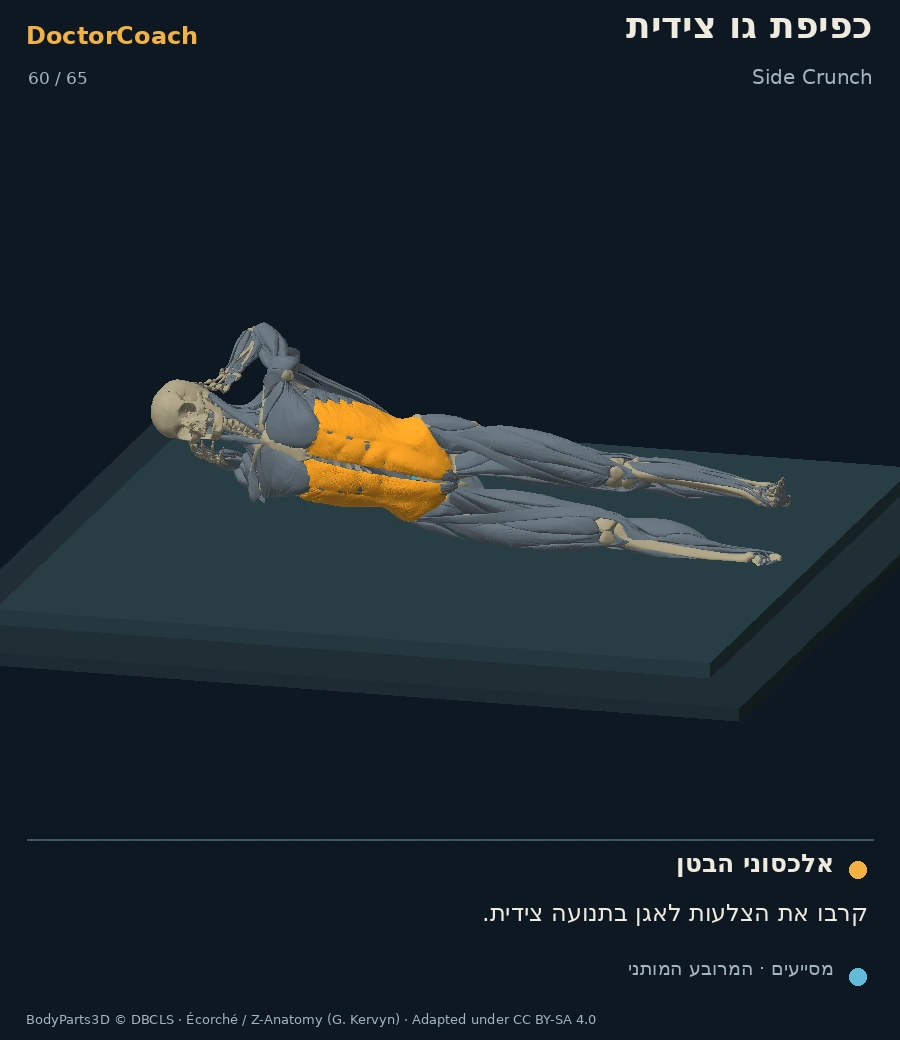 DoctorCoach
כפיפת גו צידית
60 / 65
Side Crunch
אלכסוני הבטן
קרבו את הצלעות לאגן בתנועה צידית.
מסייעים · המרובע המותני
BodyParts3D © DBCLS · Écorché / Z-Anatomy (G. Kervyn) · Adapted under CC BY-SA 4.0